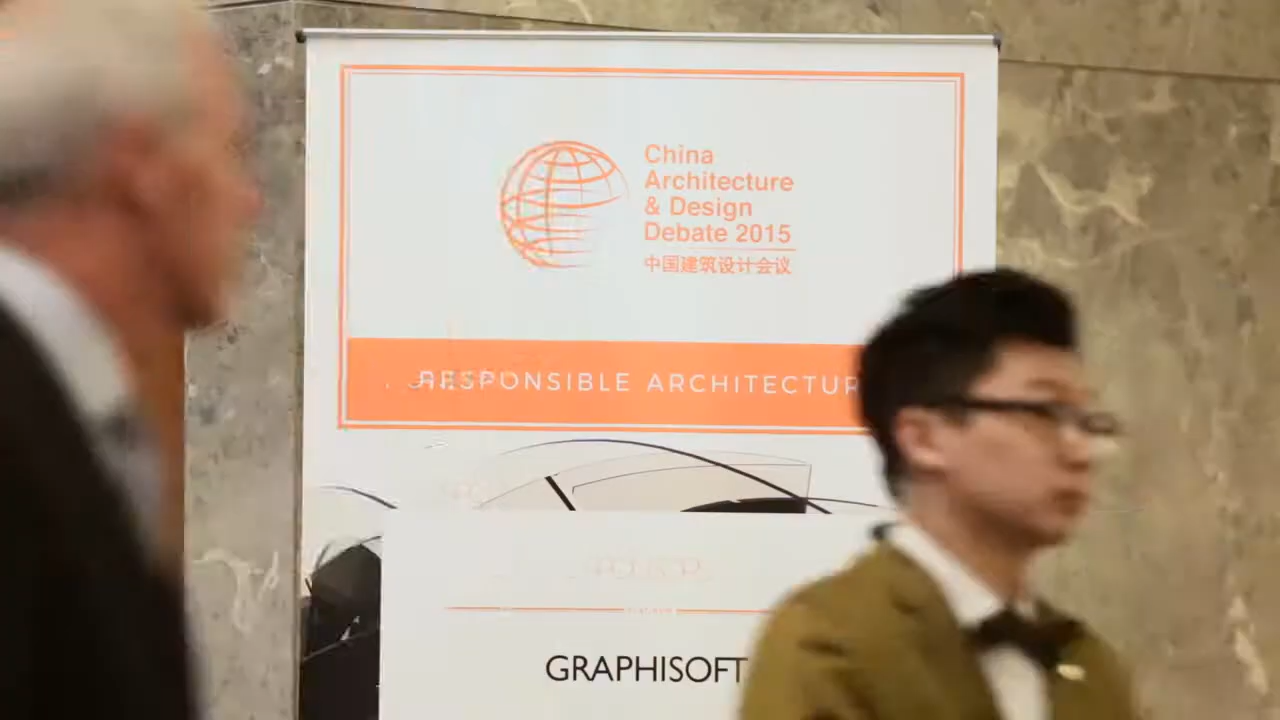 China
Architecture
& Design
Debate 2015
中国建筑设计会议
RESPONSIBLE ARCHITECTUR
GRAPHISOFT